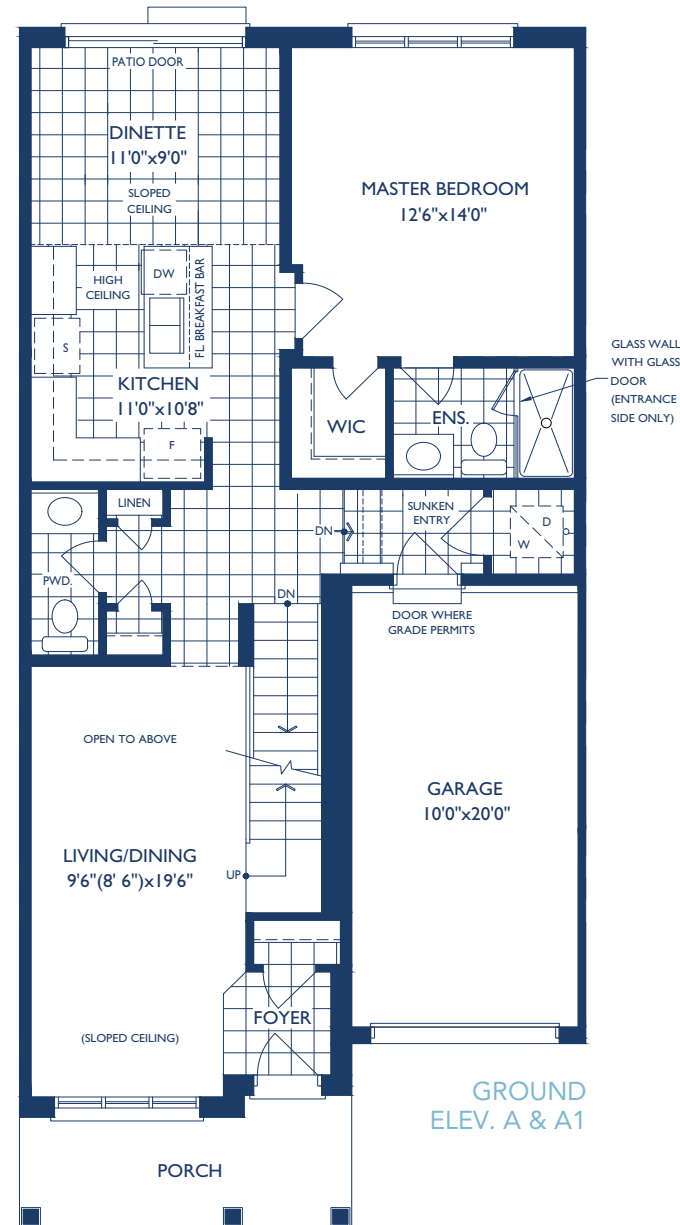 PATIO DOOR
DINETTE
11'0"x9'0"
SLOPED
CEILING
MASTER BEDROOM
12'6"x14'0"
HIGH
CEILING
DW
FL BREAKFAST BAR
S
KITCHEN
11'0"x10'8"
F
WIC
ENS.
GLASS WALL
WITH GLASS
DOOR
(ENTRANCE
SIDE ONLY)
LINEN
PWD.
DN
SUNKEN
ENTRY
D
W
DN
DOOR WHERE
GRADE PERMITS
OPEN TO ABOVE
GARAGE
10'0"x20'0"
LIVING/DINING
9'6"(8' 6")x19'6"
UP
FOYER
(SLOPED CEILING)
GROUND
ELEV. A & A1
PORCH